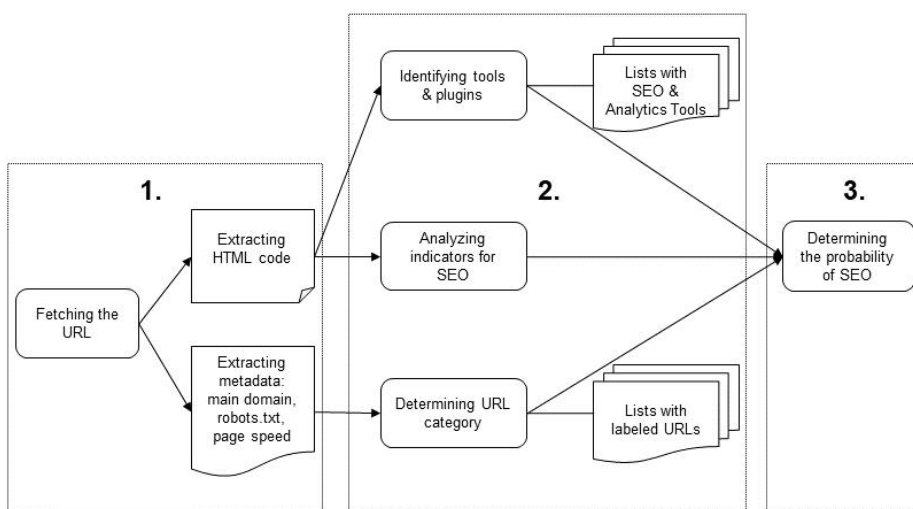 1.
Fetching the
URL
Extracting
HTML code
Extracting
metadata:
main domain,
robots.txt,
page speed
2.
Identifying tools
& plugins
Lists with
SEO &
Analytics Tools
Analyzing
indicators for
SEO
Determining URL
category
Lists with
labeled URLs
3.
Determining
the probability
of SEO